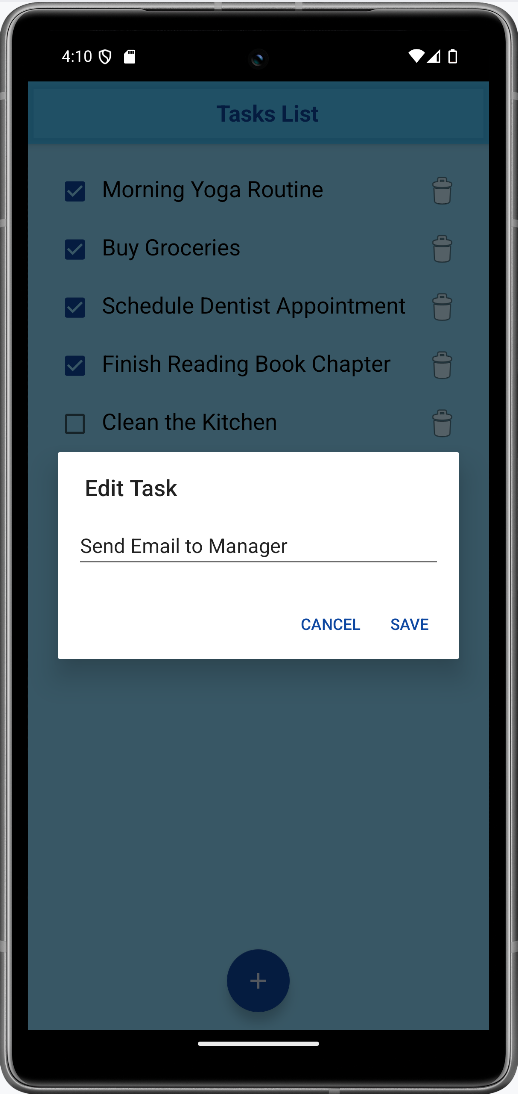 4:10
Tasks List
Morning Yoga Routine
Buy Groceries
Schedule Dentist Appointment
Finish Reading Book Chapter
Clean the Kitchen
Edit Task
Send Email to Manager
CANCEL SAVE
+